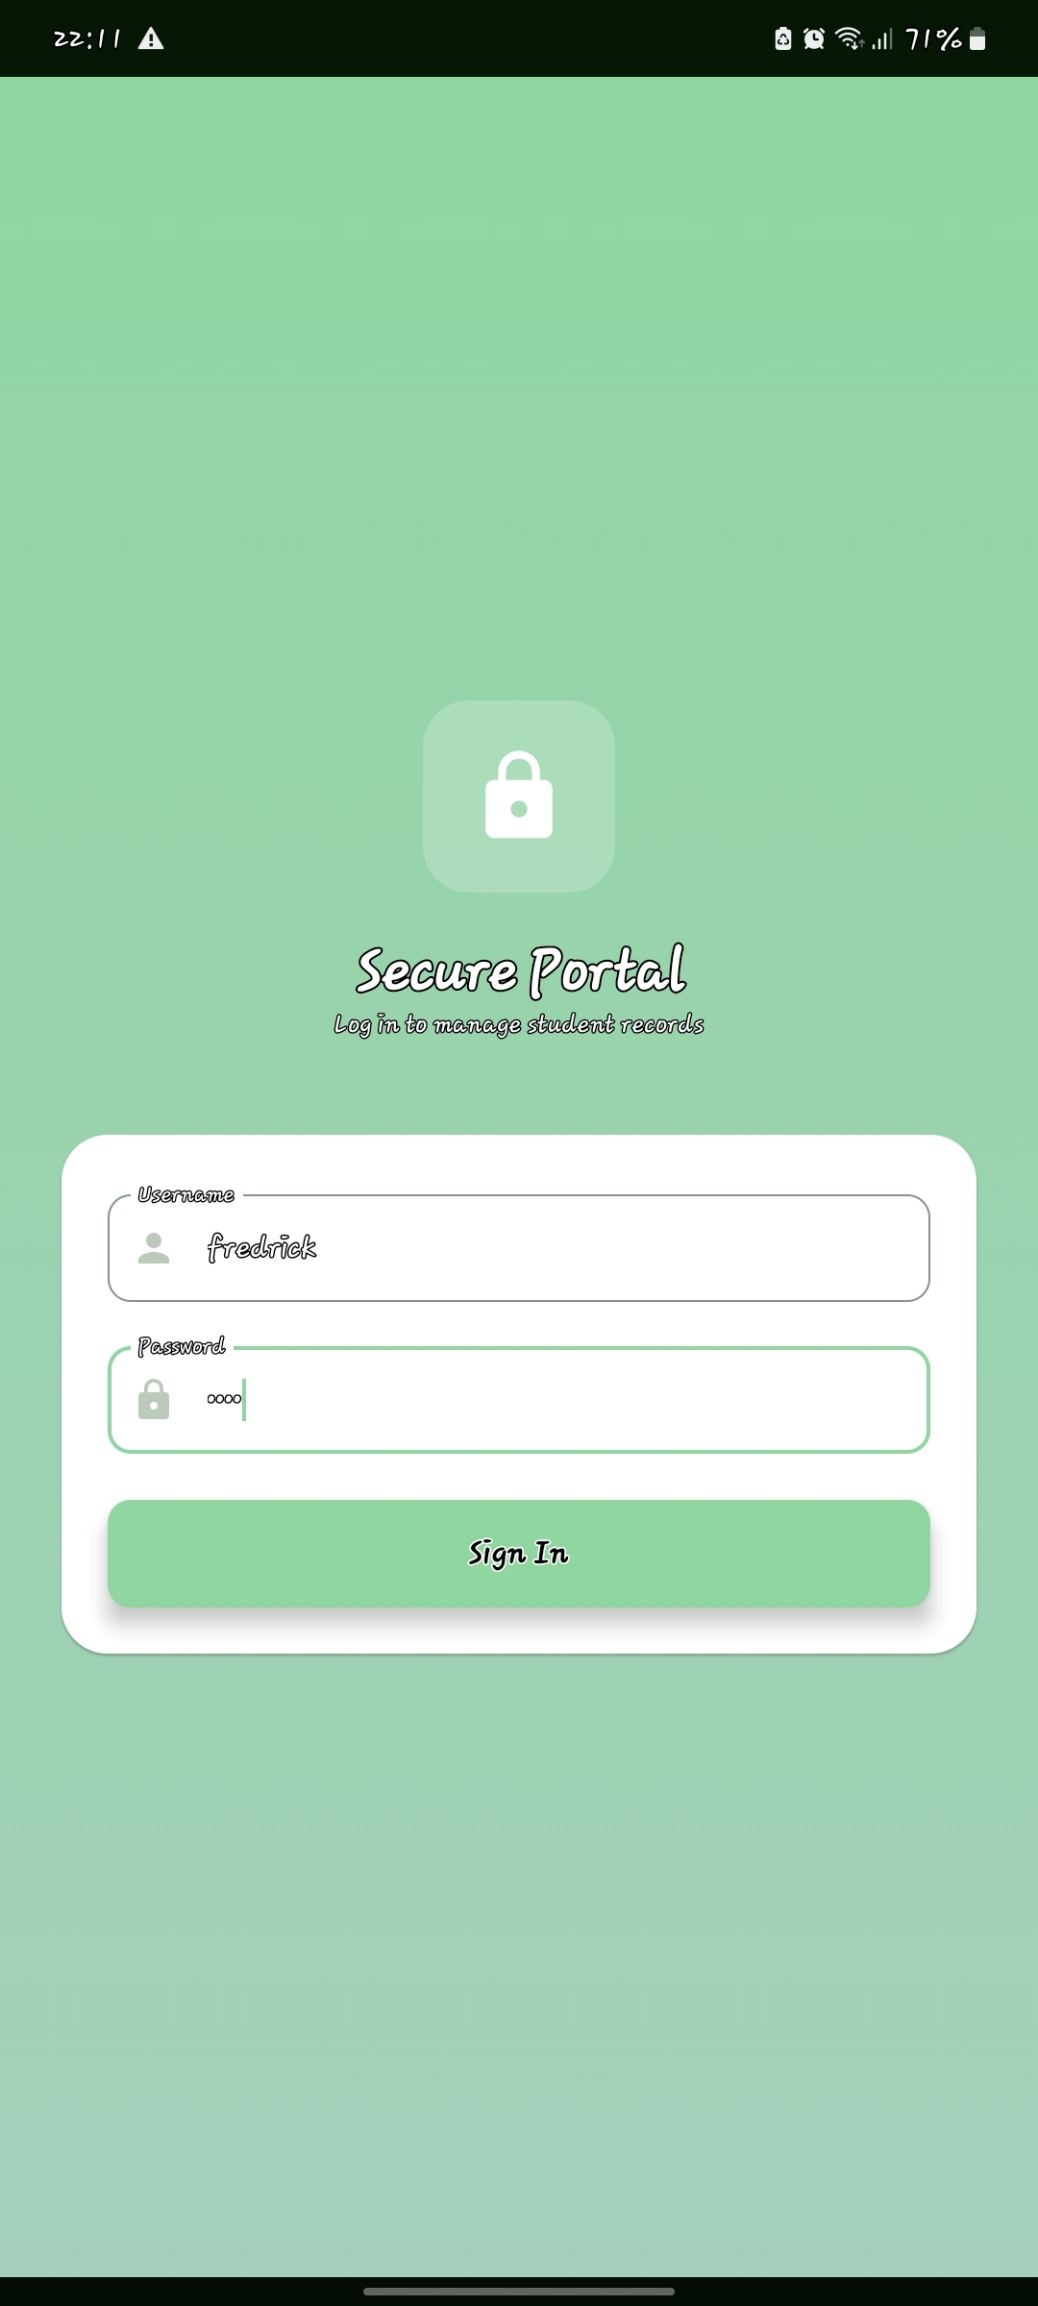 22:11
71%
Secure Portal
Log in to manage student records
Username
fredrick
Password
Sign In